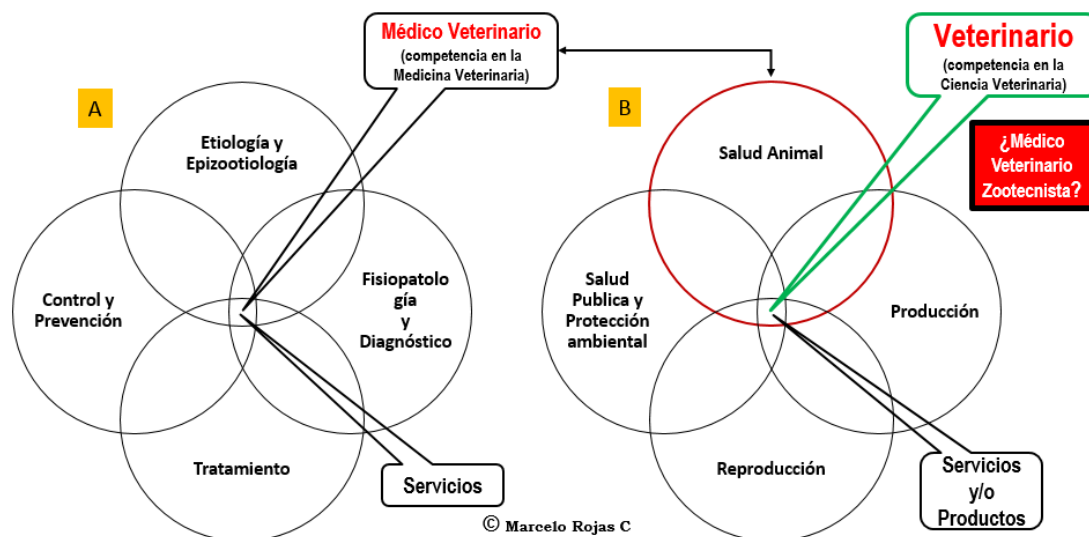 Médico Veterinario
(competencia en la
Medicina Veterinaria)
Veterinario
(competencia en la
Ciencia Veterinaria)
A
B
¿Médico
Veterinario
Zootecnista?
Etiología y
Epizootiología
Control y
Prevención
Fisiopatolo
gía
y
Diagnóstico
Tratamiento
Servicios
Salud Animal
Salud
Publica y
Protección
ambiental
Producción
Reproducción
Servicios
y/o
Productos
© Marcelo Rojas C